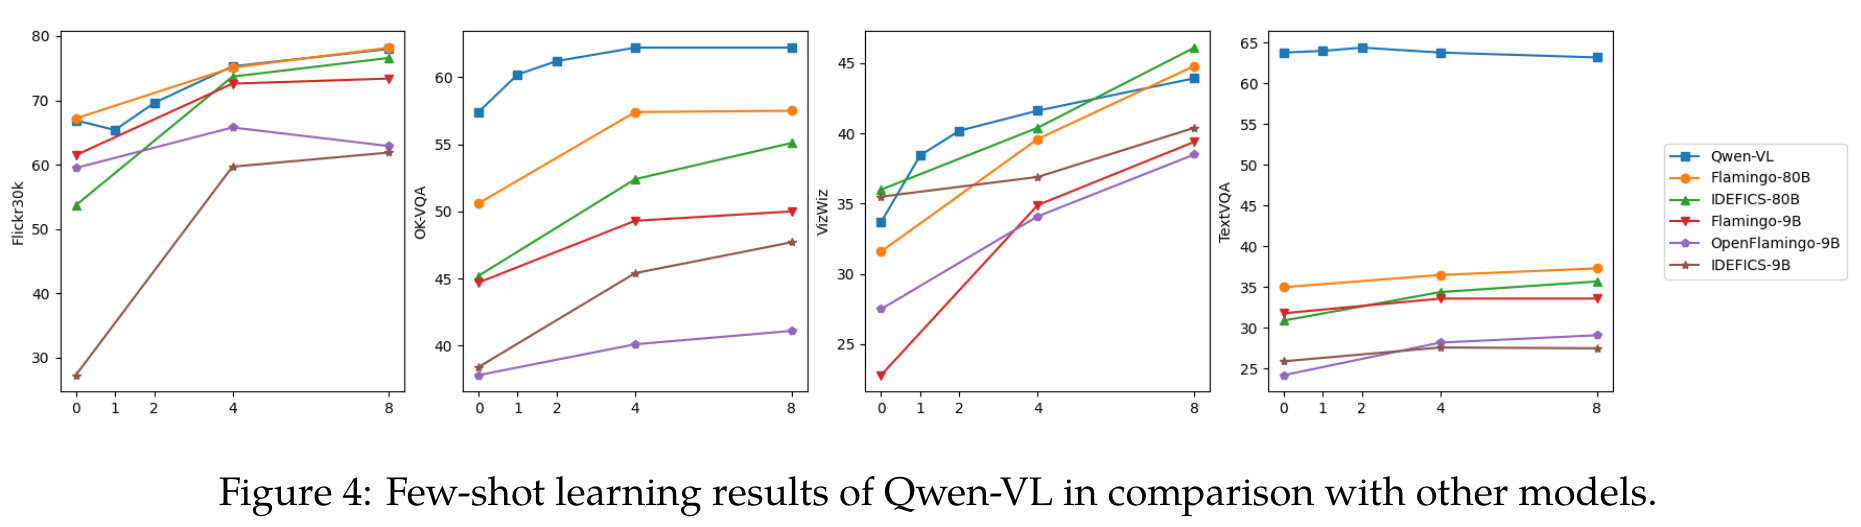 Flickr30k
80
70
60
50
40
30
0 1 2 4 8
OK-VQA
60
55
50
45
40
0 1 2 4 8
VizWiz
45
40
35
30
25
0 1 2 4 8
TextVQA
65
60
55
50
45
40
35
30
25
0 1 2 4 8
Qwen-VL
Flamingo-80B
IDEFICS-80B
Flamingo-9B
OpenFlamingo-9B
IDEFICS-9B
Figure 4: Few-shot learning results of Qwen-VL in comparison with other models.